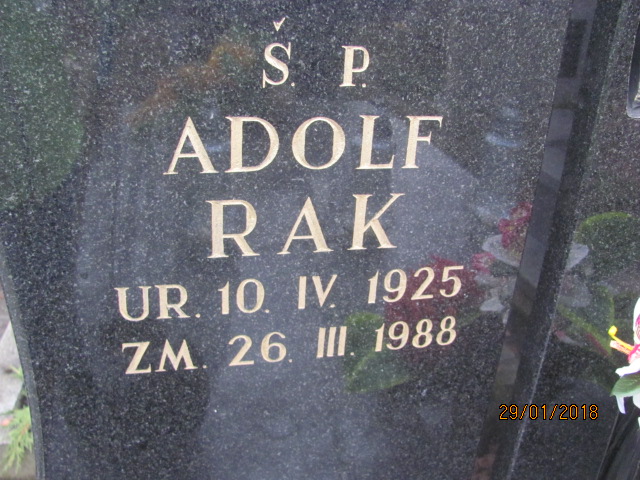 Š. P.
ADOLF
RAK
UR. 10. IV. 1925
ZM. 26. III. 1988
29/01/2018